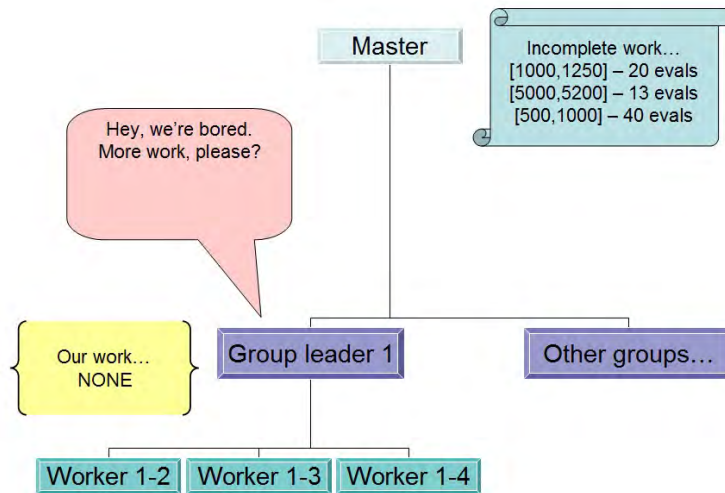 Master
Incomplete work…
[1000,1250] – 20 evals
[5000,5200] – 13 evals
[500,1000] – 40 evals
Hey, we're bored.
More work, please?
Our work…
NONE
Group leader 1
Other groups…
Worker 1-2
Worker 1-3
Worker 1-4